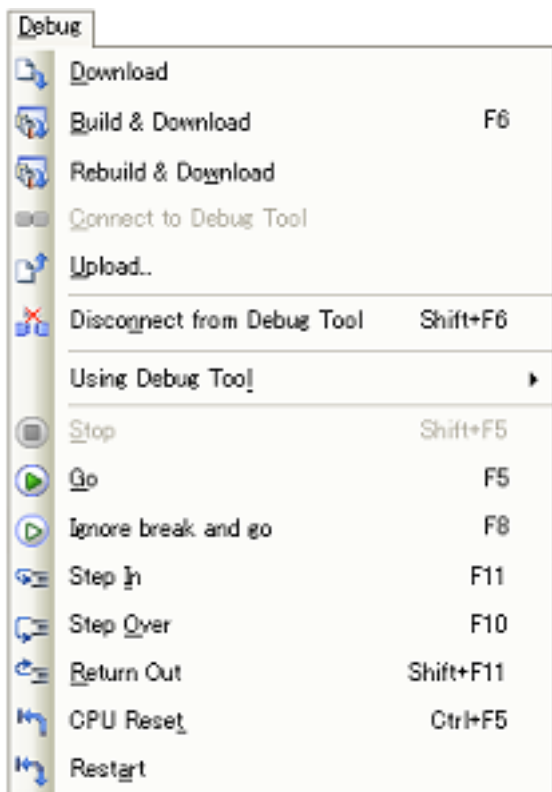 Debug
Download
Build & Download F6
Rebuild & Download
Connect to Debug Tool
Upload..
Disconnect from Debug Tool Shift+F6
Using Debug Tool
Stop Shift+F5
Go F5
Ignore break and go F8
Step In F11
Step Over F10
Return Out Shift+F11
CPU Reset Ctrl+F5
Restart